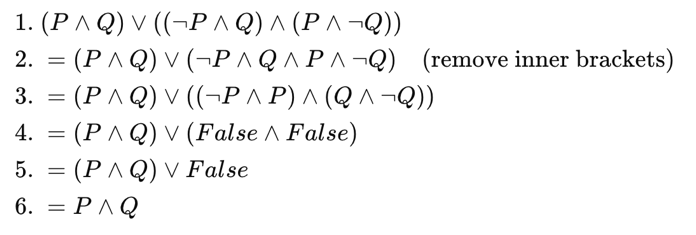 1. (P ∧ Q) ∨ ((¬P ∧ Q) ∧ (P ∧ ¬Q))
2. = (P ∧ Q) ∨ (¬P ∧ Q ∧ P ∧ ¬Q) (remove inner brackets)
3. = (P ∧ Q) ∨ ((¬P ∧ P) ∧ (Q ∧ ¬Q))
4. = (P ∧ Q) ∨ (False ∧ False)
5. = (P ∧ Q) ∨ False
6. = P ∧ Q